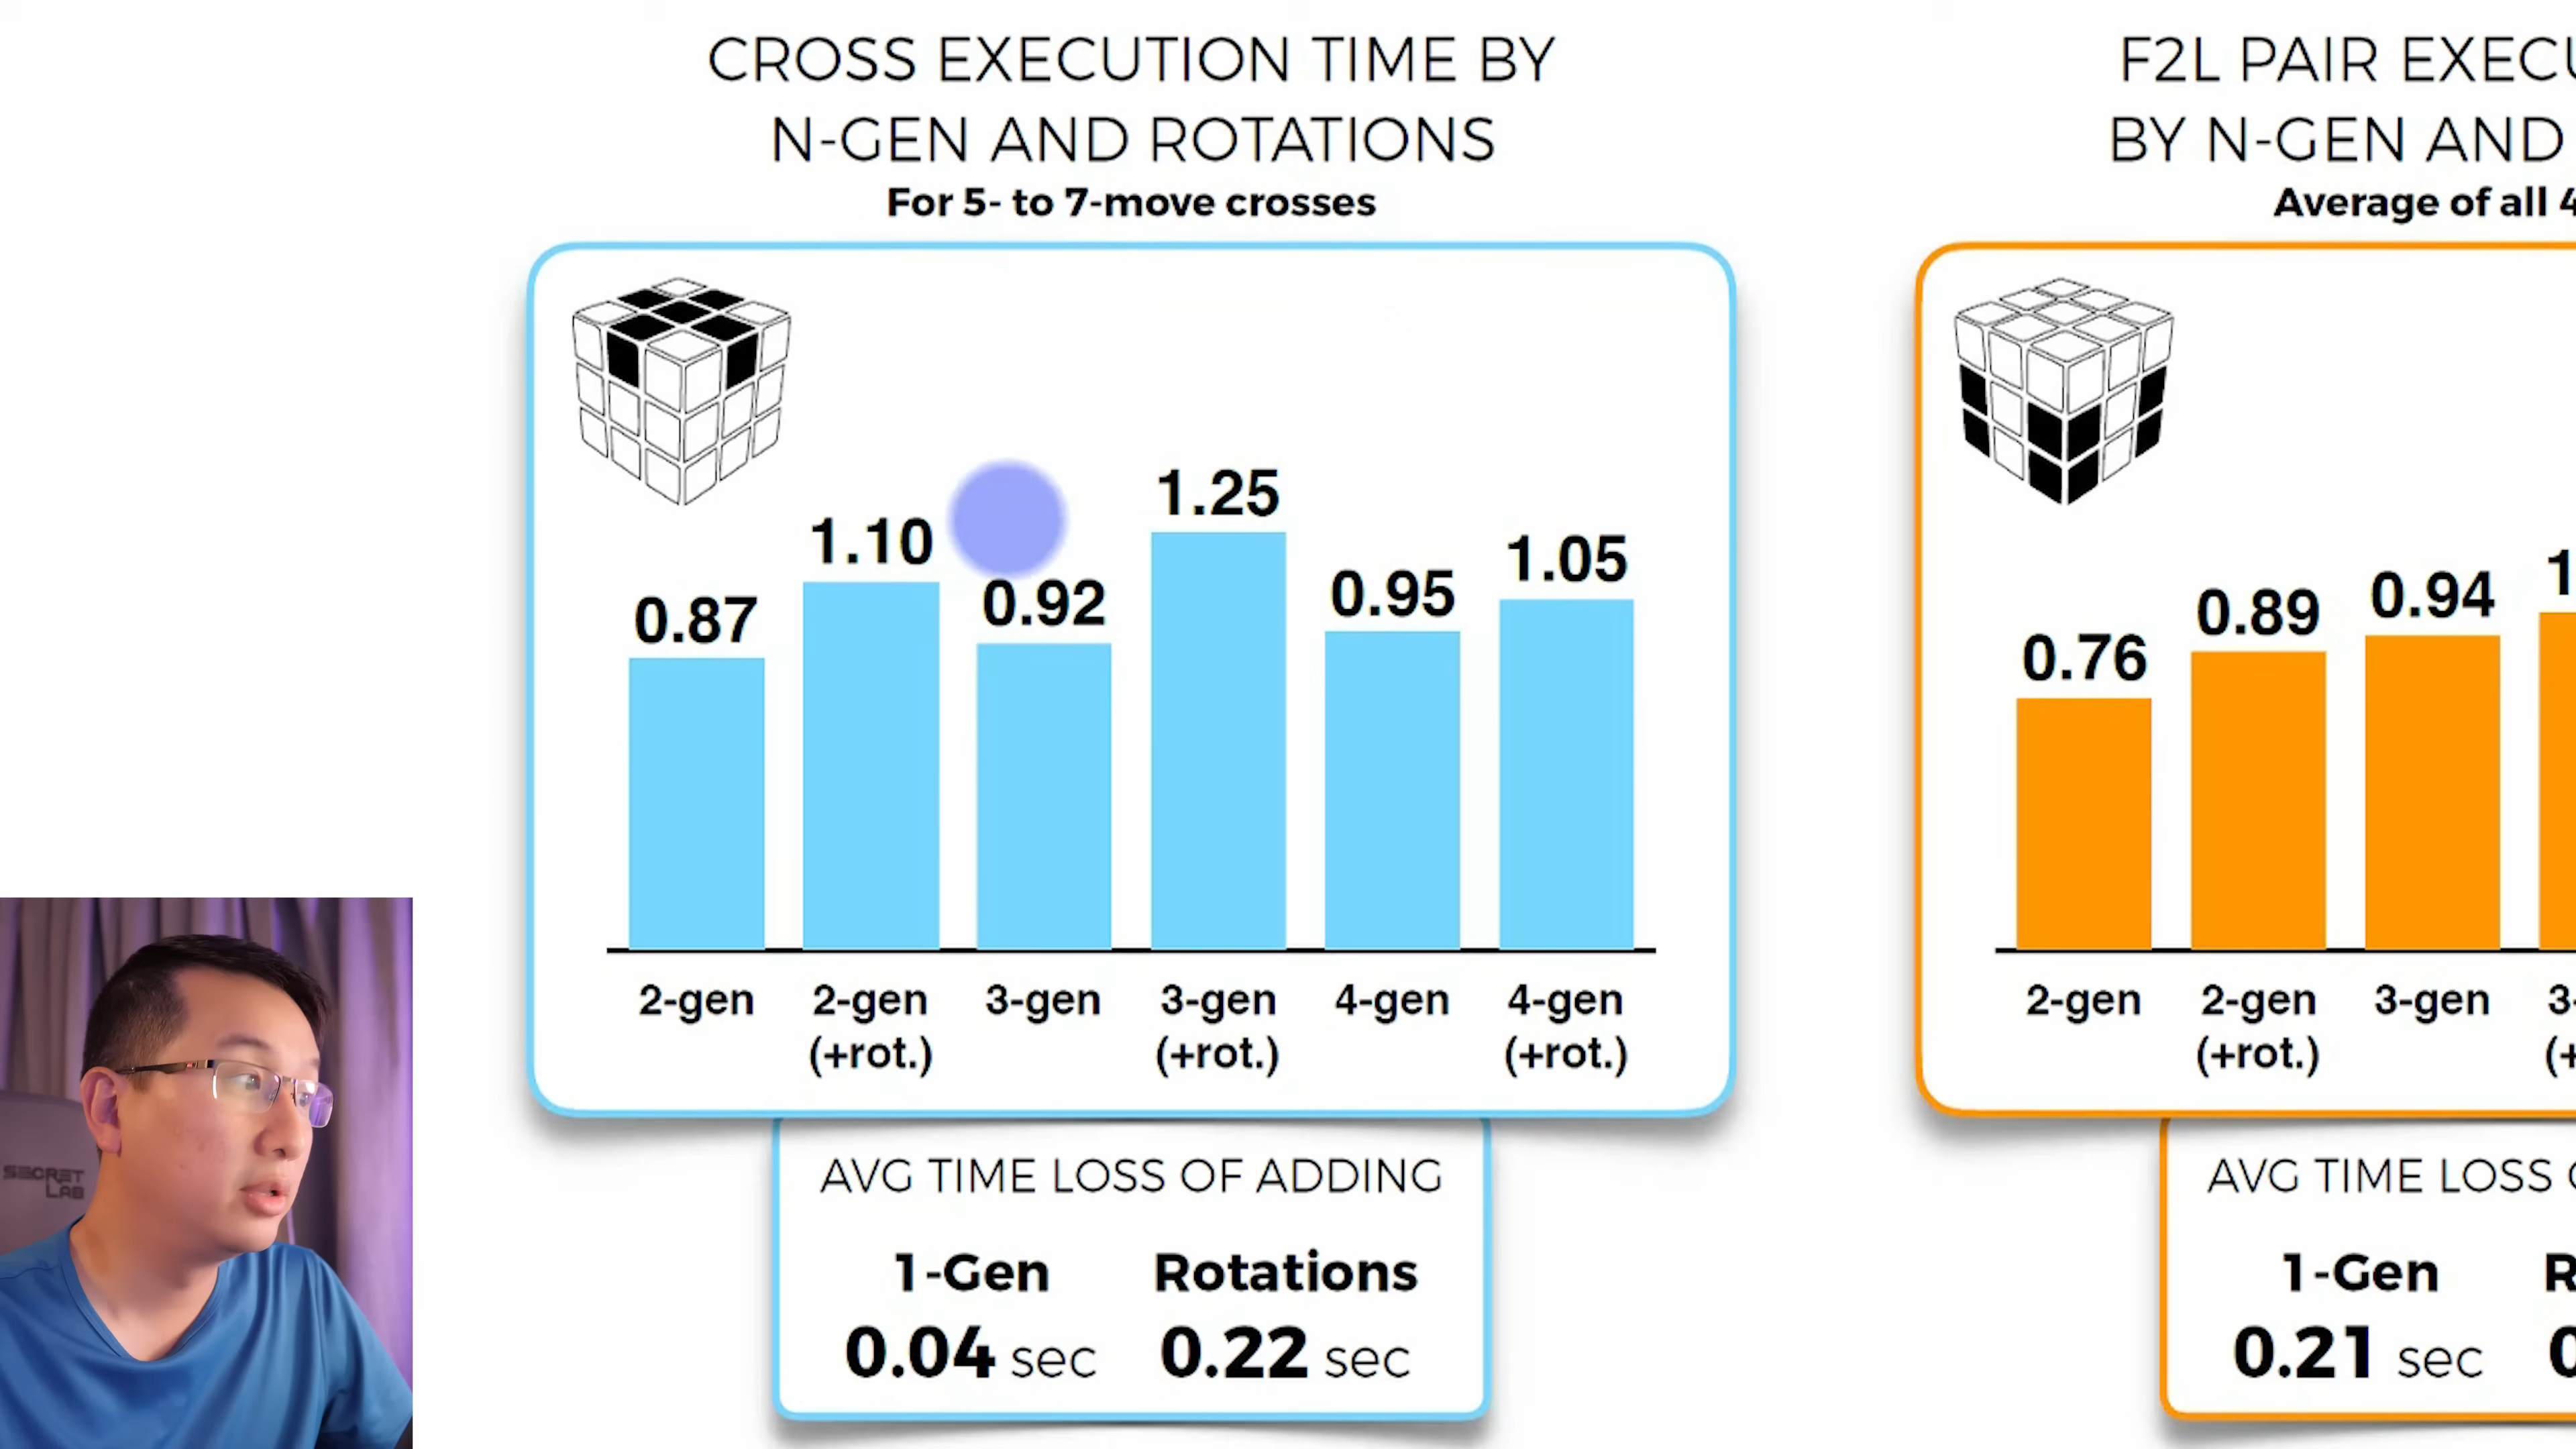 CROSS EXECUTION TIME BY
N-GEN AND ROTATIONS
For 5- to 7-move crosses
0.87
1.10
0.92
1.25
0.95
1.05
2-gen
2-gen
(+rot.)
3-gen
3-gen
(+rot.)
4-gen
4-gen
(+rot.)
AVG TIME LOSS OF ADDING
1-Gen Rotations
0.04 sec 0.22 sec
F2L PAIR
BY N-GEN AND
Average of all 4
0.76
0.89
0.94
2-gen
2-gen
(+rot.)
3-gen
AVG TIME LOSS
1-Gen
0.21 sec
SECRET
LAB